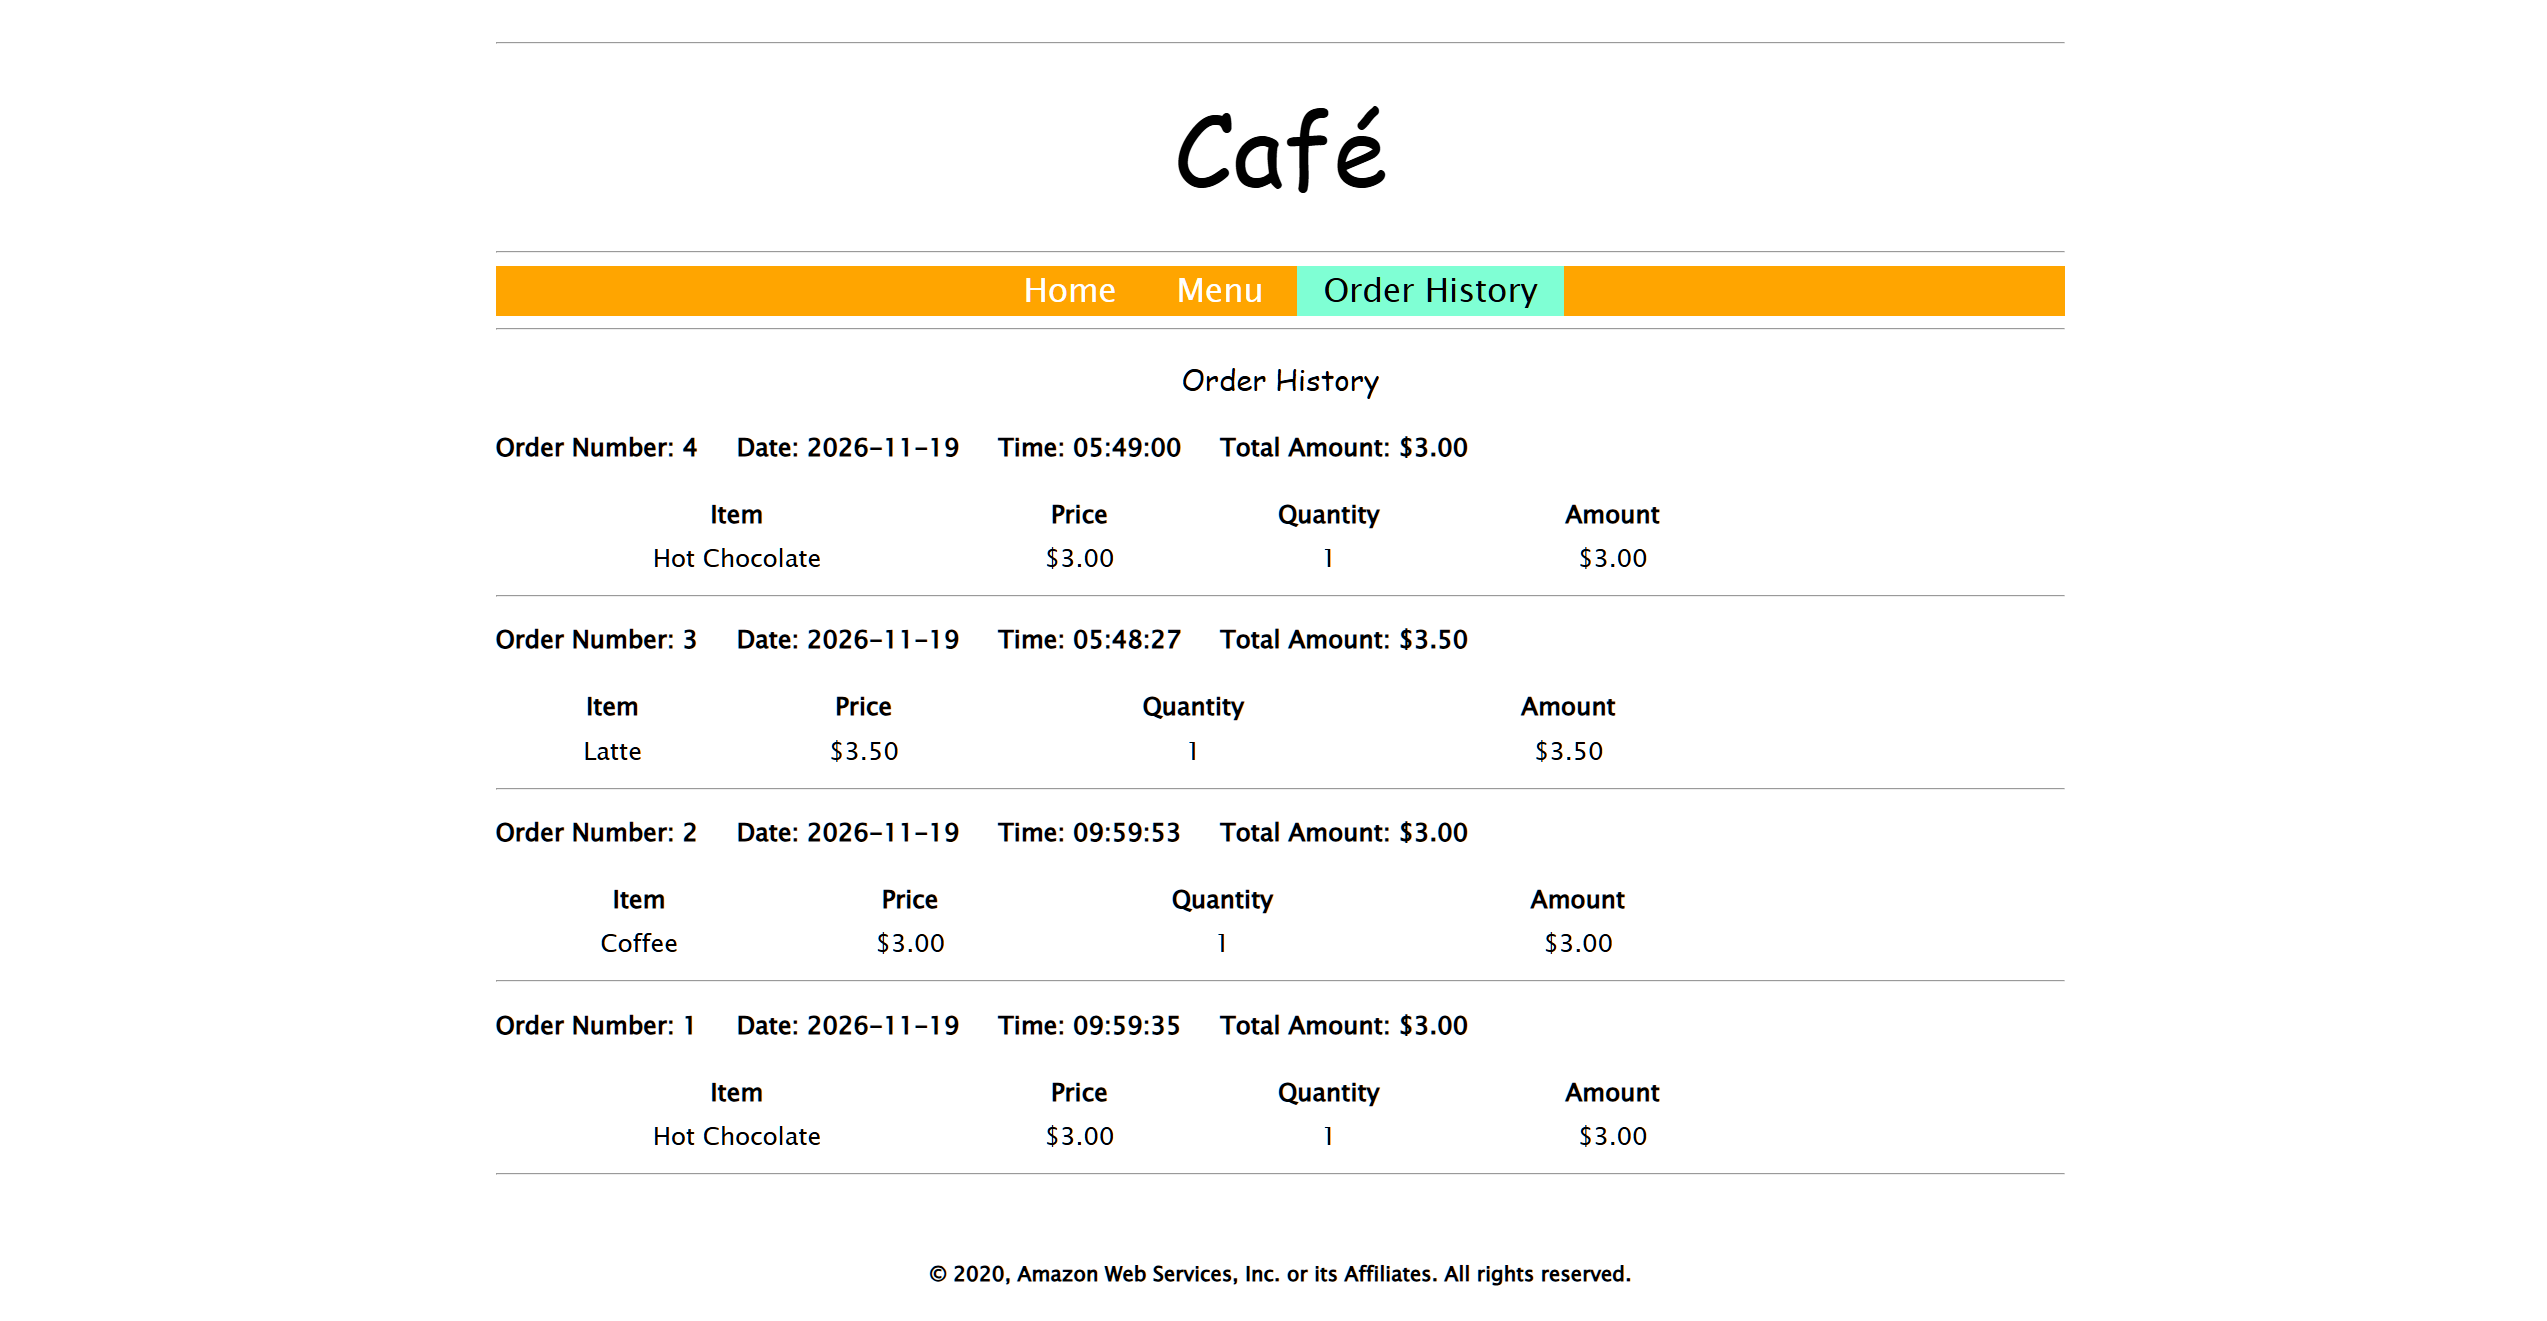 Café
Home Menu Order History
Order History
Order Number: 4 Date: 2026-11-19 Time: 05:49:00 Total Amount: $3.00
Item Price Quantity Amount
Hot Chocolate $3.00 1 $3.00
Order Number: 3 Date: 2026-11-19 Time: 05:48:27 Total Amount: $3.50
Item Price Quantity Amount
Latte $3.50 1 $3.50
Order Number: 2 Date: 2026-11-19 Time: 09:59:53 Total Amount: $3.00
Item Price Quantity Amount
Coffee $3.00 1 $3.00
Order Number: 1 Date: 2026-11-19 Time: 09:59:35 Total Amount: $3.00
Item Price Quantity Amount
Hot Chocolate $3.00 1 $3.00
© 2020, Amazon Web Services, Inc. or its Affiliates. All rights reserved.